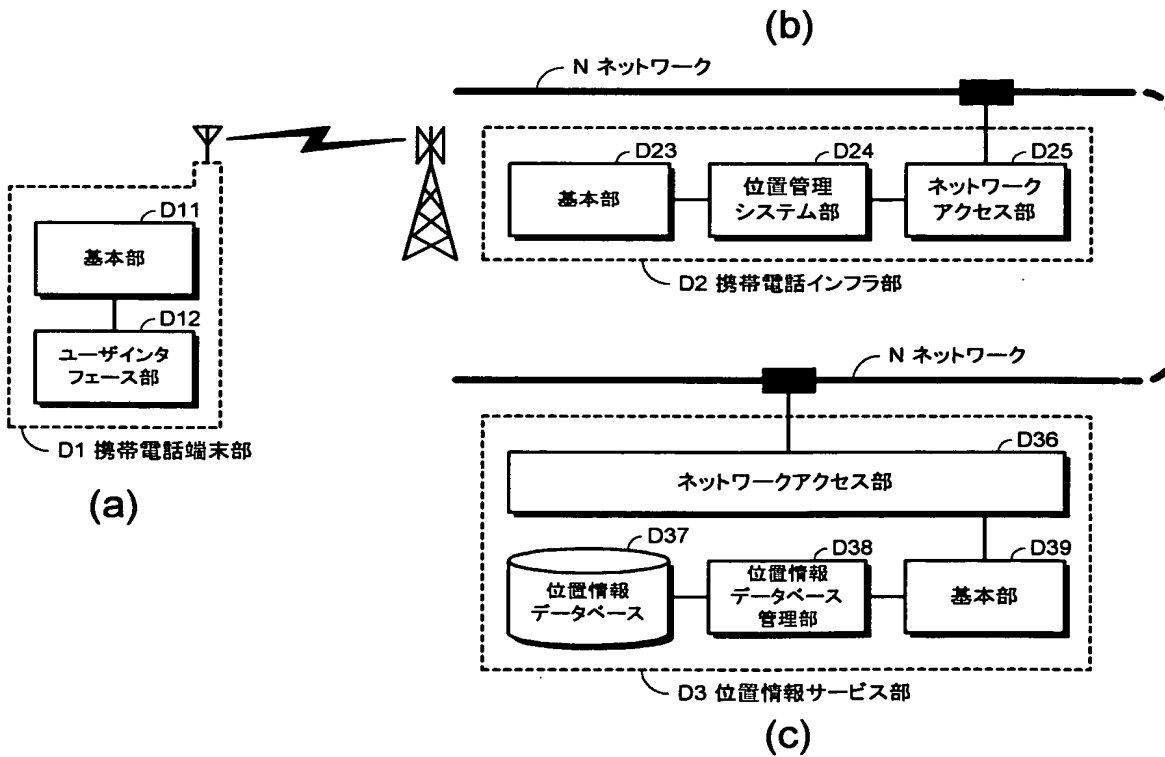 (b)
N ネットワーク
D23
基本部
D24
位置管理
システム部
D25
ネットワーク
アクセス部
D2 携帯電話インフラ部
D11
基本部
D12
ユーザインタ
フェース部
D1 携帯電話端末部
(a)
N ネットワーク
D36
ネットワークアクセス部
D37
位置情報
データベース
D38
位置情報
データベース
管理部
D39
基本部
D3 位置情報サービス部
(c)